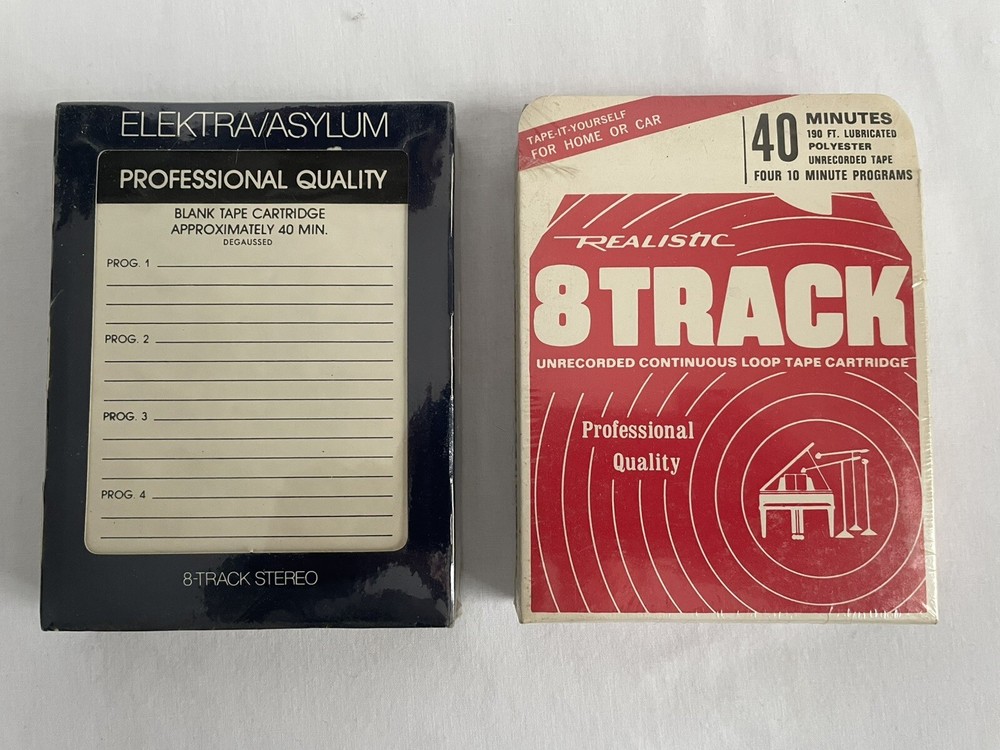 ELEKTRA/ASYLUM
PROFESSIONAL QUALITY
BLANK TAPE CARTRIDGE
APPROXIMATELY 40 MIN.
DEGAUSSED
PROG. 1
PROG. 2
PROG. 3
PROG. 4
8-TRACK STEREO
TAPE-IT-YOURSELF
FOR HOME OR CAR
40 MINUTES
190 FT. LUBRICATED
POLYESTER
UNRECORDED TAPE
FOUR 10 MINUTE PROGRAMS
REALISTIC
8 TRACK
UNRECORDED CONTINUOUS LOOP TAPE CARTRIDGE
Professional
Quality